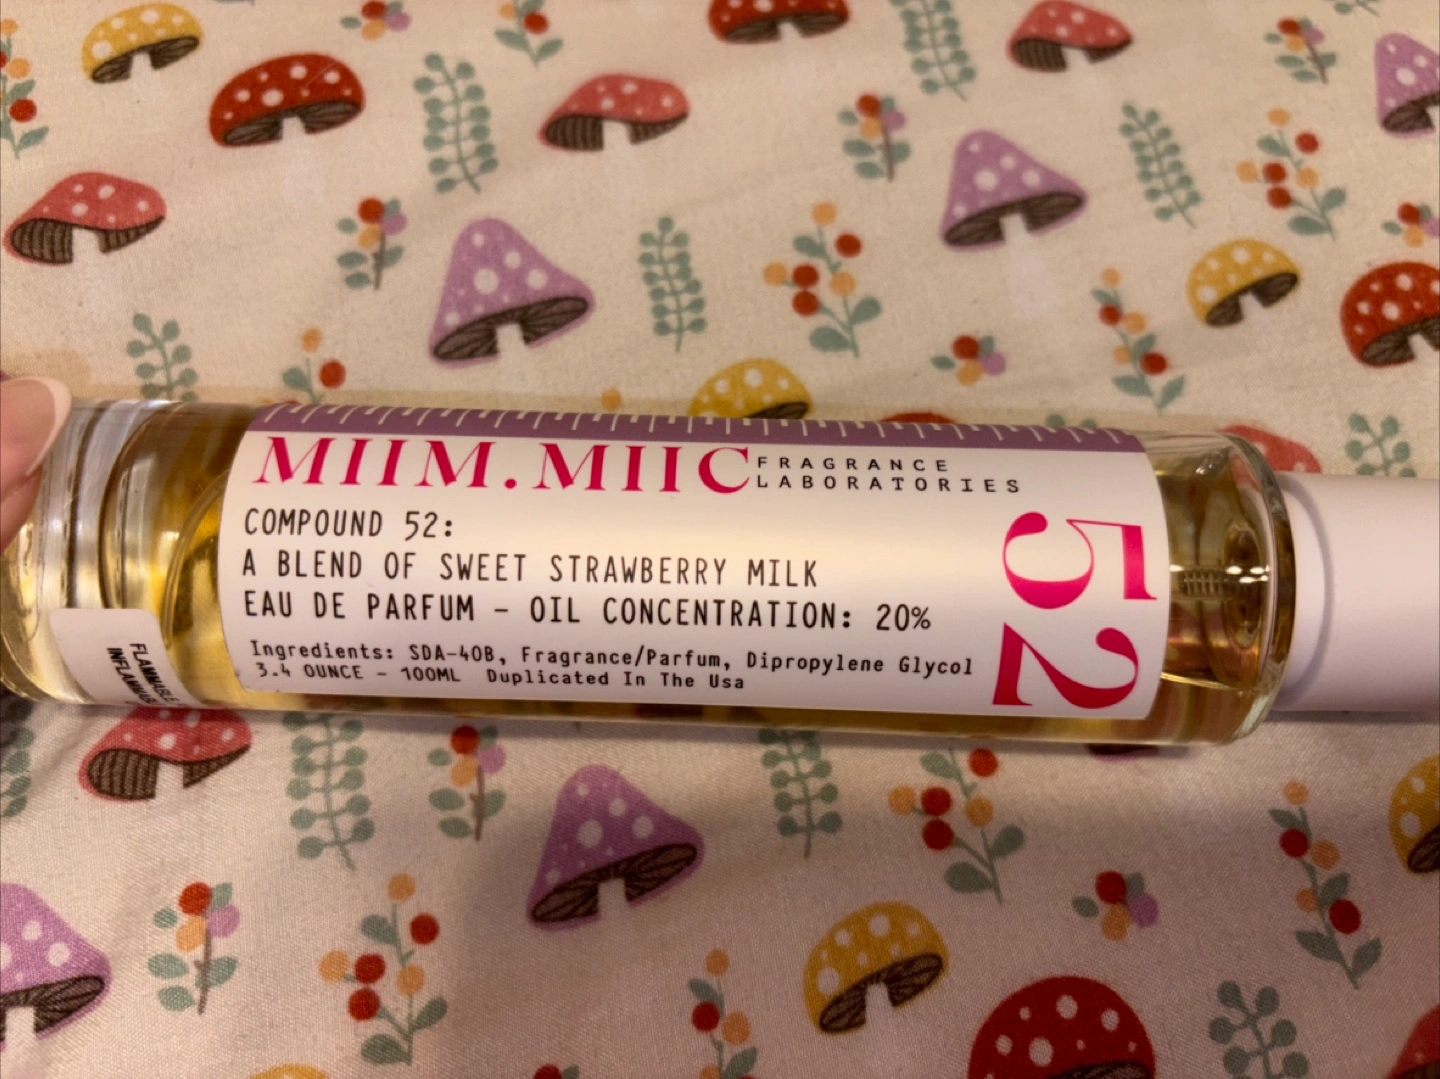 MIIM.MIIC FRAGRANCE LABORATORIES
COMPOUND 52:
A BLEND OF SWEET STRAWBERRY MILK
EAU DE PARFUM – OIL CONCENTRATION: 20%
Ingredients: SDA-40B, Fragrance/Parfum, Dipropylene Glycol
3.4 OUNCE – 100ML Duplicated In The Usa
52
FLAMMABLE